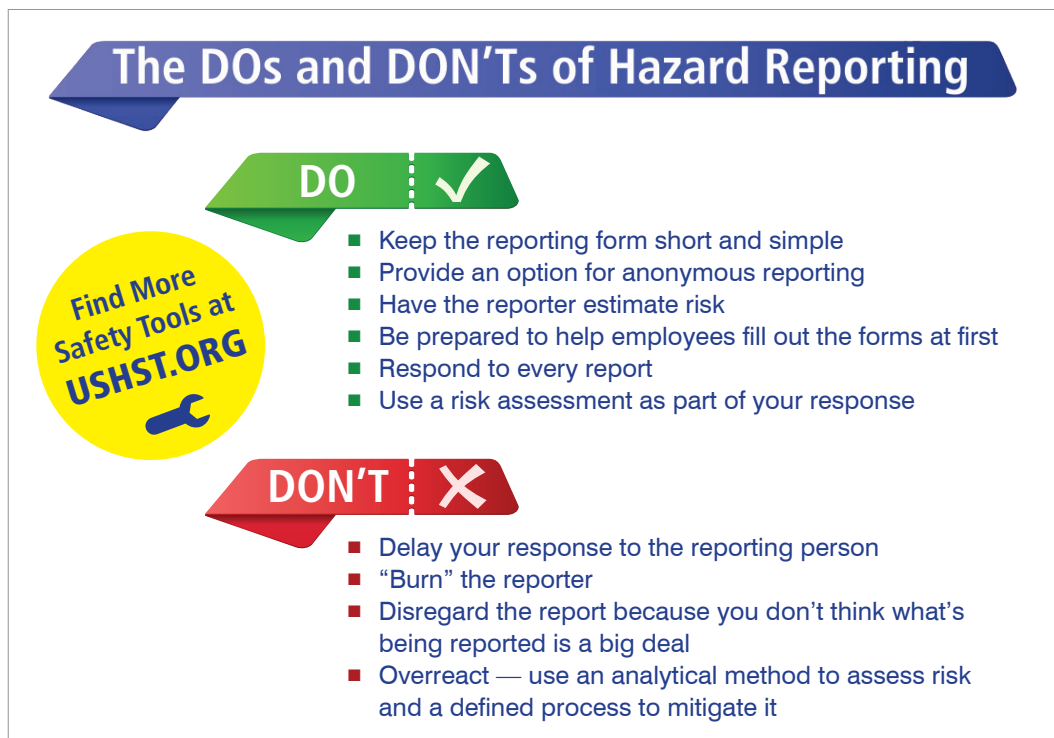 The DOs and DON'Ts of Hazard Reporting
DO
Keep the reporting form short and simple
Provide an option for anonymous reporting
Have the reporter estimate risk
Be prepared to help employees fill out the forms at first
Respond to every report
Use a risk assessment as part of your response
Find More
Safety Tools at
USHST.ORG
DON'T
Delay your response to the reporting person
“Burn” the reporter
Disregard the report because you don’t think what’s
being reported is a big deal
Overreact — use an analytical method to assess risk
and a defined process to mitigate it